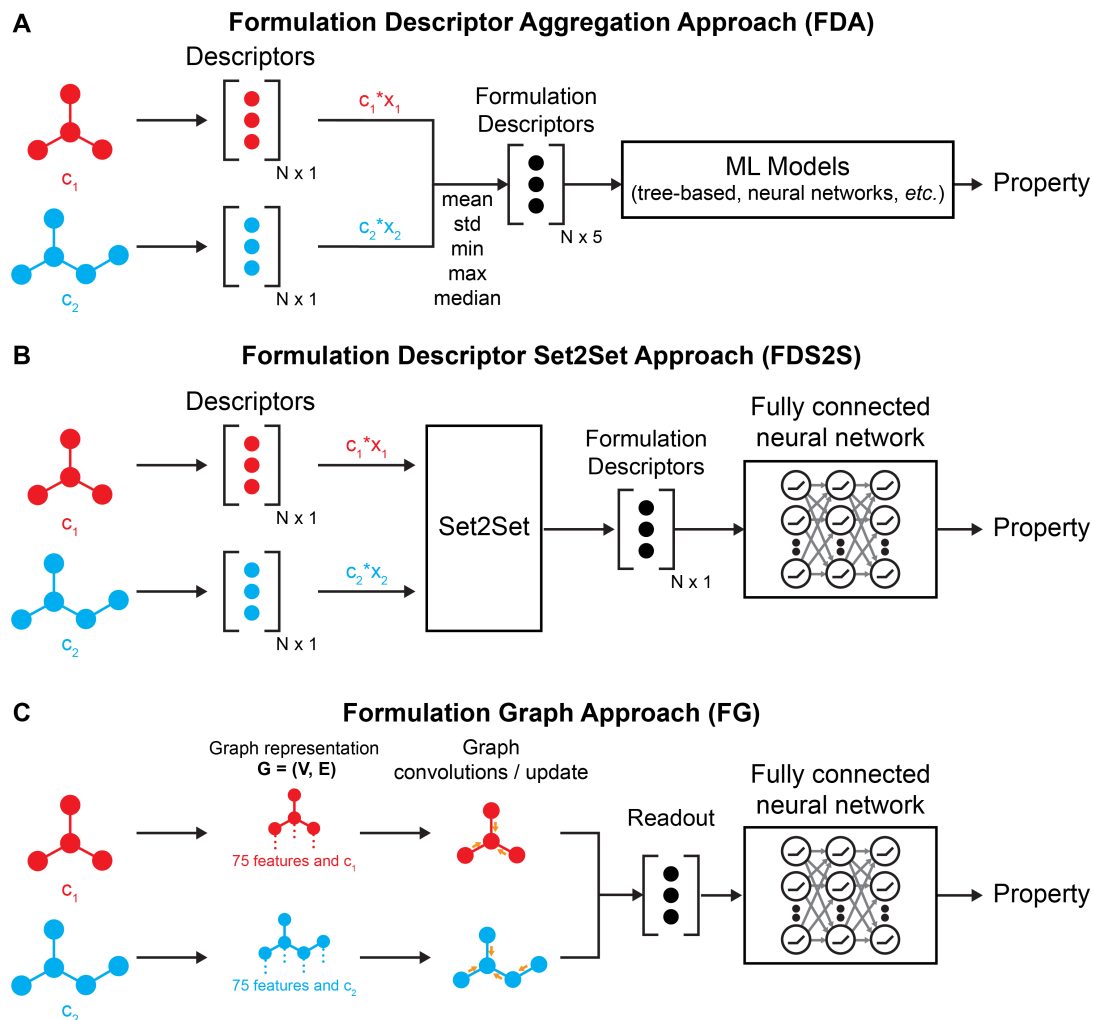 A
Formulation Descriptor Aggregation Approach (FDA)
Descriptors
c1*x1
N x 1
c1
c2*x2
N x 1
c2
mean
std
min
max
median
Formulation
Descriptors
N x 5
ML Models
(tree-based, neural networks, etc.)
Property
B
Formulation Descriptor Set2Set Approach (FDS2S)
Descriptors
c1*x1
N x 1
c1
c2*x2
N x 1
c2
Set2Set
Formulation
Descriptors
N x 1
Fully connected
neural network
Property
C
Formulation Graph Approach (FG)
Graph representation
G = (V, E)
Graph
convolutions / update
c1
75 features and c1
c2
75 features and c2
Readout
Fully connected
neural network
Property